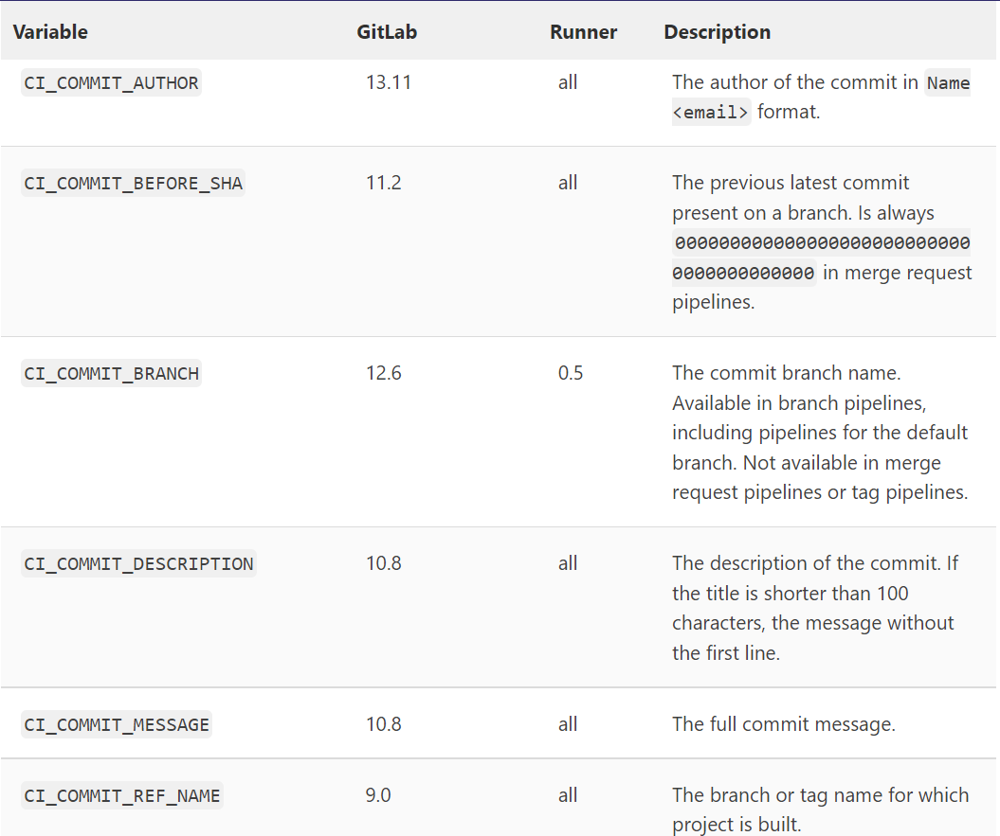 Variable GitLab Runner Description
CI_COMMIT_AUTHOR 13.11 all The author of the commit in Name
<email> format.
CI_COMMIT_BEFORE_SHA 11.2 all The previous latest commit
present on a branch. Is always
000000000000000000000000000
0000000000000 in merge request
pipelines.
CI_COMMIT_BRANCH 12.6 0.5 The commit branch name.
Available in branch pipelines,
including pipelines for the default
branch. Not available in merge
request pipelines or tag pipelines.
CI_COMMIT_DESCRIPTION 10.8 all The description of the commit. If
the title is shorter than 100
characters, the message without
the first line.
CI_COMMIT_MESSAGE 10.8 all The full commit message.
CI_COMMIT_REF_NAME 9.0 all The branch or tag name for which
project is built.